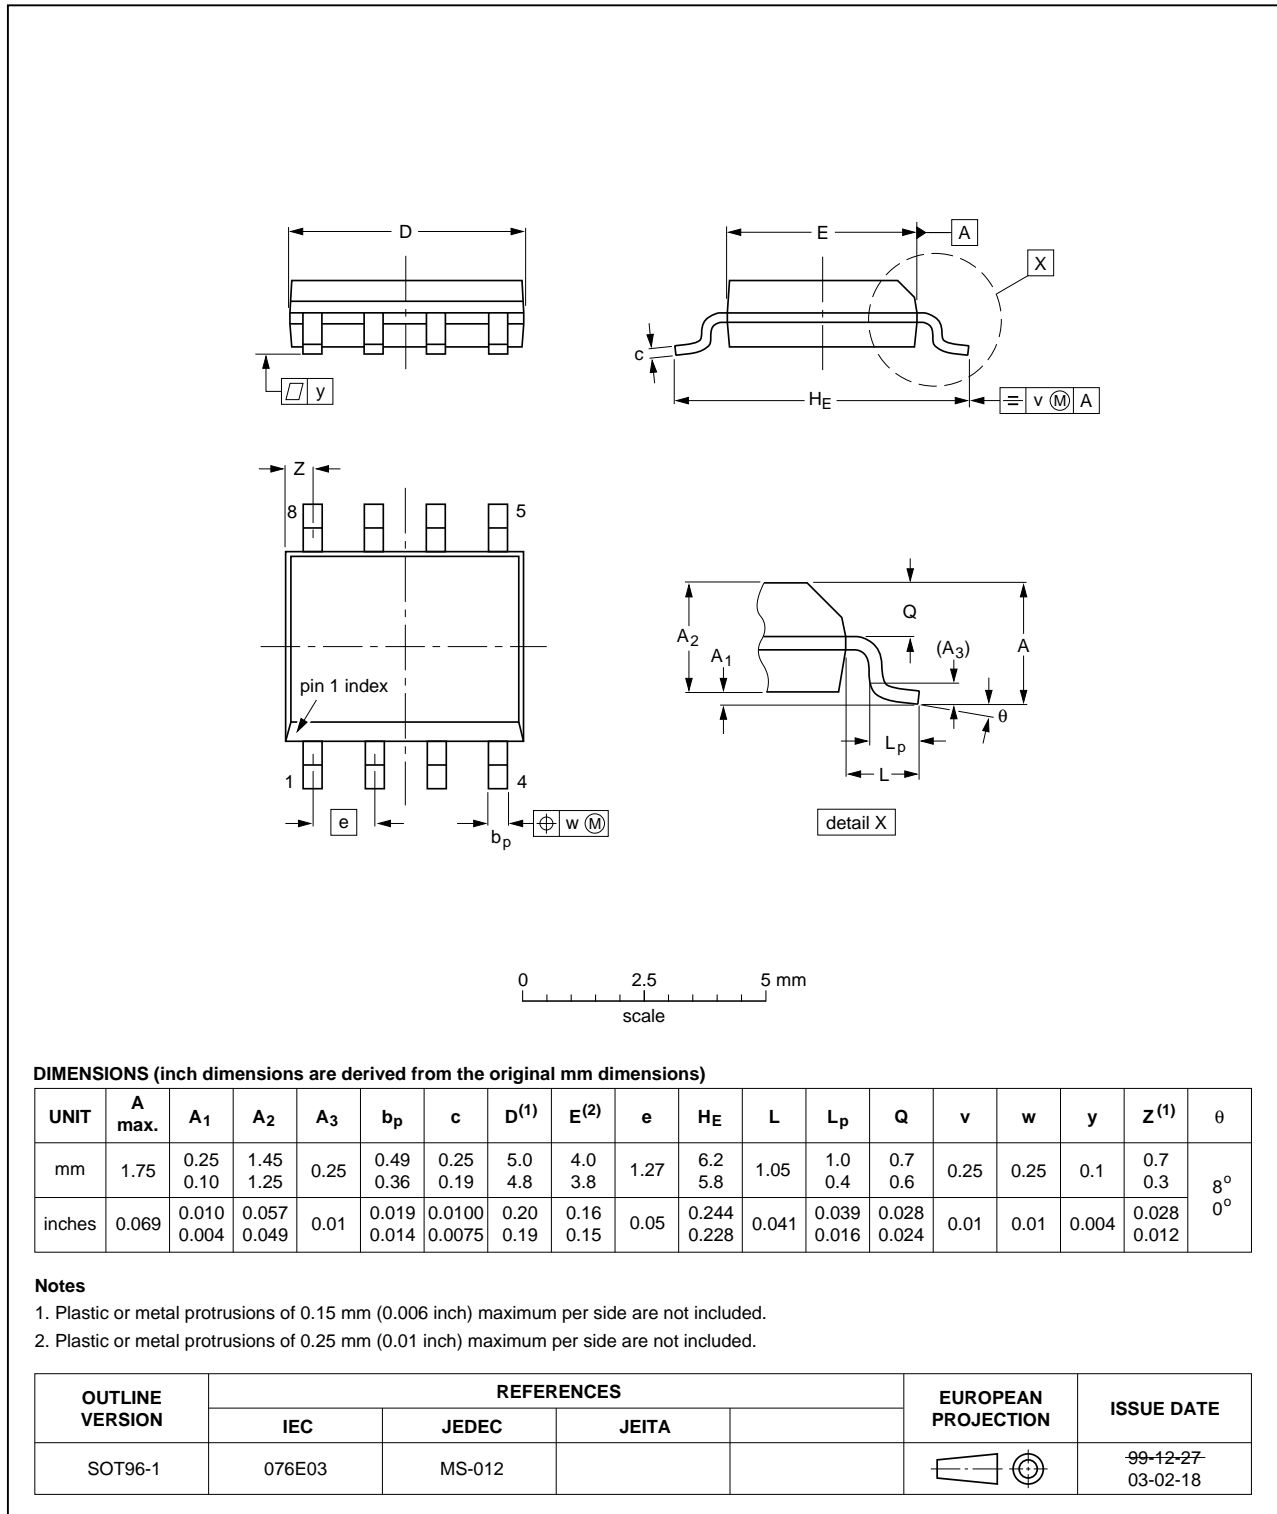 D
y
E
A
X
c
HE
v M A
Z
8
5
pin 1 index
1
4
e
bp
w M
A2
A1
Q
(A3)
A
θ
Lp
L
detail X
0 2.5 5 mm
scale
DIMENSIONS (inch dimensions are derived from the original mm dimensions)
UNIT A max. A1 A2 A3 bp c D(1) E(2) e HE L Lp Q v w y Z(1) θ
mm 1.75 0.25 0.10 1.45 1.25 0.25 0.49 0.36 0.25 0.19 5.0 4.8 4.0 3.8 1.27 6.2 5.8 1.05 1.0 0.4 0.7 0.6 0.25 0.25 0.1 0.7 0.3 8° 0°
inches 0.069 0.010 0.004 0.057 0.049 0.01 0.019 0.014 0.0100 0.0075 0.20 0.19 0.16 0.15 0.05 0.244 0.228 0.041 0.039 0.016 0.028 0.024 0.01 0.01 0.004 0.028 0.012
Notes
1. Plastic or metal protrusions of 0.15 mm (0.006 inch) maximum per side are not included.
2. Plastic or metal protrusions of 0.25 mm (0.01 inch) maximum per side are not included.
OUTLINE VERSION REFERENCES EUROPEAN PROJECTION ISSUE DATE
IEC JEDEC JEITA
SOT96-1 076E03 MS-012 99-12-27
03-02-18